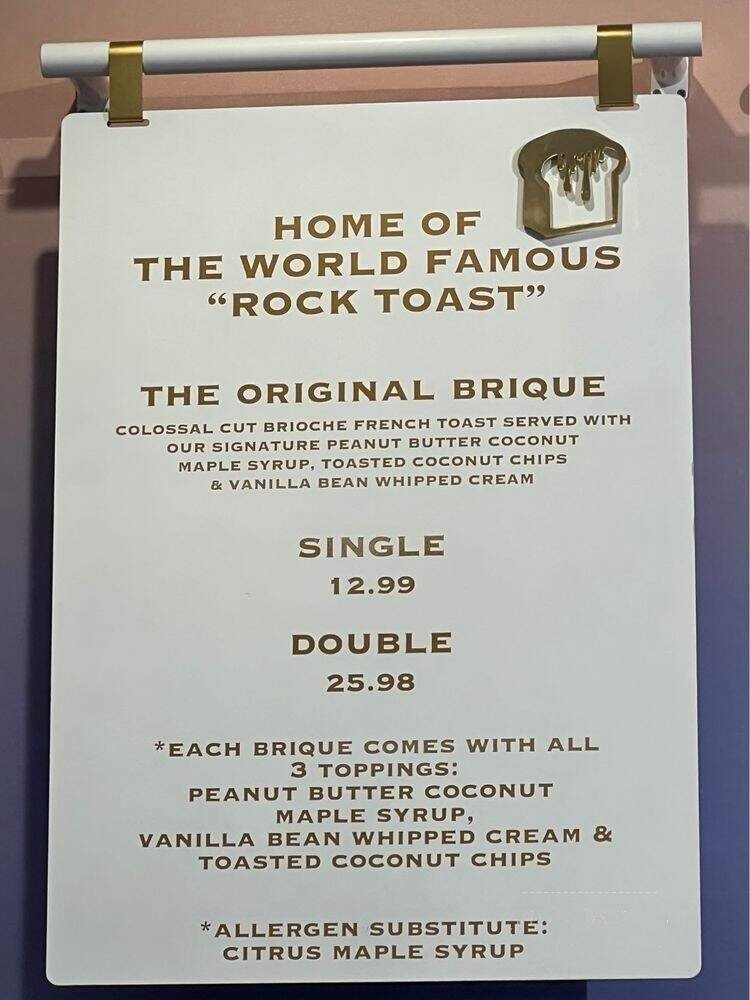 HOME OF
THE WORLD FAMOUS
“ROCK TOAST”
THE ORIGINAL BRIQUE
COLOSSAL CUT BRIOCHE FRENCH TOAST SERVED WITH
OUR SIGNATURE PEANUT BUTTER COCONUT
MAPLE SYRUP, TOASTED COCONUT CHIPS
& VANILLA BEAN WHIPPED CREAM
SINGLE
12.99
DOUBLE
25.98
*EACH BRIQUE COMES WITH ALL
3 TOPPINGS:
PEANUT BUTTER COCONUT
MAPLE SYRUP,
VANILLA BEAN WHIPPED CREAM &
TOASTED COCONUT CHIPS
*ALLERGEN SUBSTITUTE:
CITRUS MAPLE SYRUP